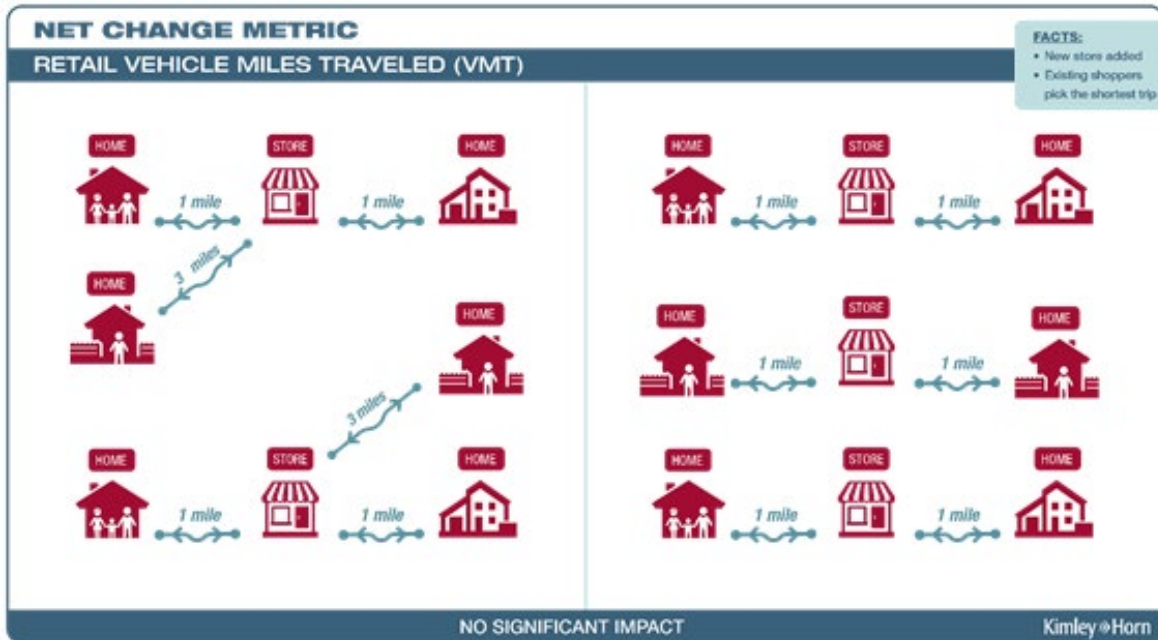 NET CHANGE METRIC
RETAIL VEHICLE MILES TRAVELED (VMT)
FACTS:
• New store added
• Existing shoppers
pick the shortest trip
HOME
STORE
HOME
1 mile
1 mile
3 miles
HOME
HOME
3 miles
HOME
STORE
HOME
1 mile
1 mile
HOME
STORE
HOME
1 mile
1 mile
HOME
STORE
HOME
1 mile
1 mile
HOME
STORE
HOME
1 mile
1 mile
NO SIGNIFICANT IMPACT
Kimley»Horn